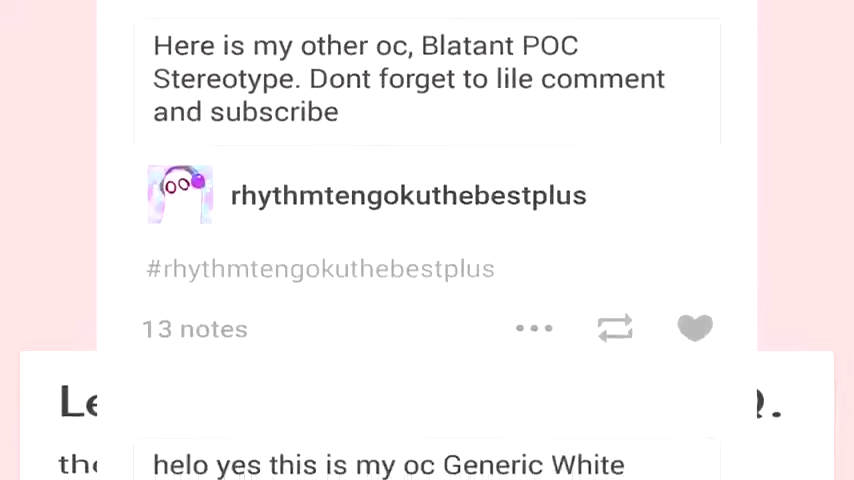 Here is my other oc, Blatant POC
Stereotype. Dont forget to lile comment
and subscribe
rhythmtengokuthebestplus
#rhythmtengokuthebestplus
13 notes
helo yes this is my oc Generic White